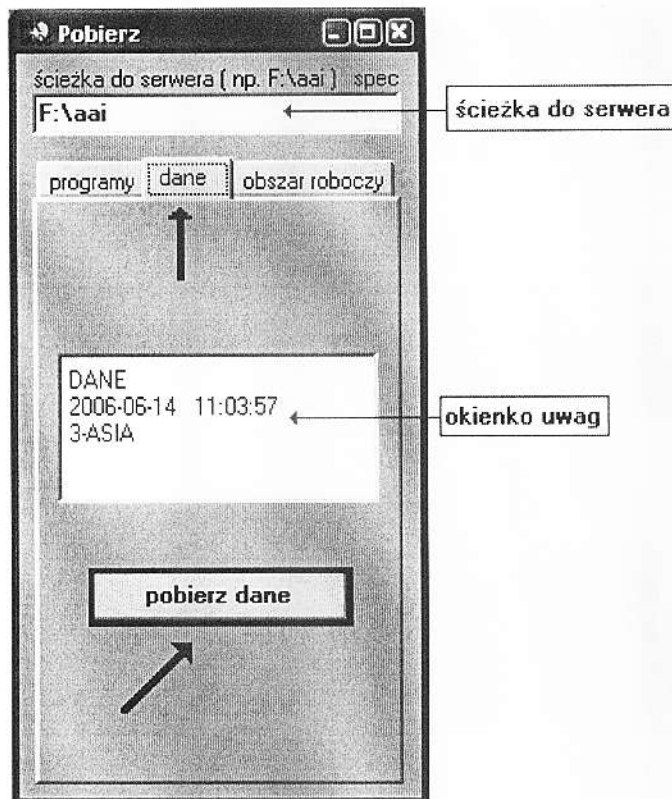 Pobierz
ścieżka do serwera ( np. F:\aai ) spec
F:\aai
ścieżka do serwera
programy dane obszar roboczy
DANE
2006-06-14 11:03:57
3-ASIA
okienko uwag
pobierz dane